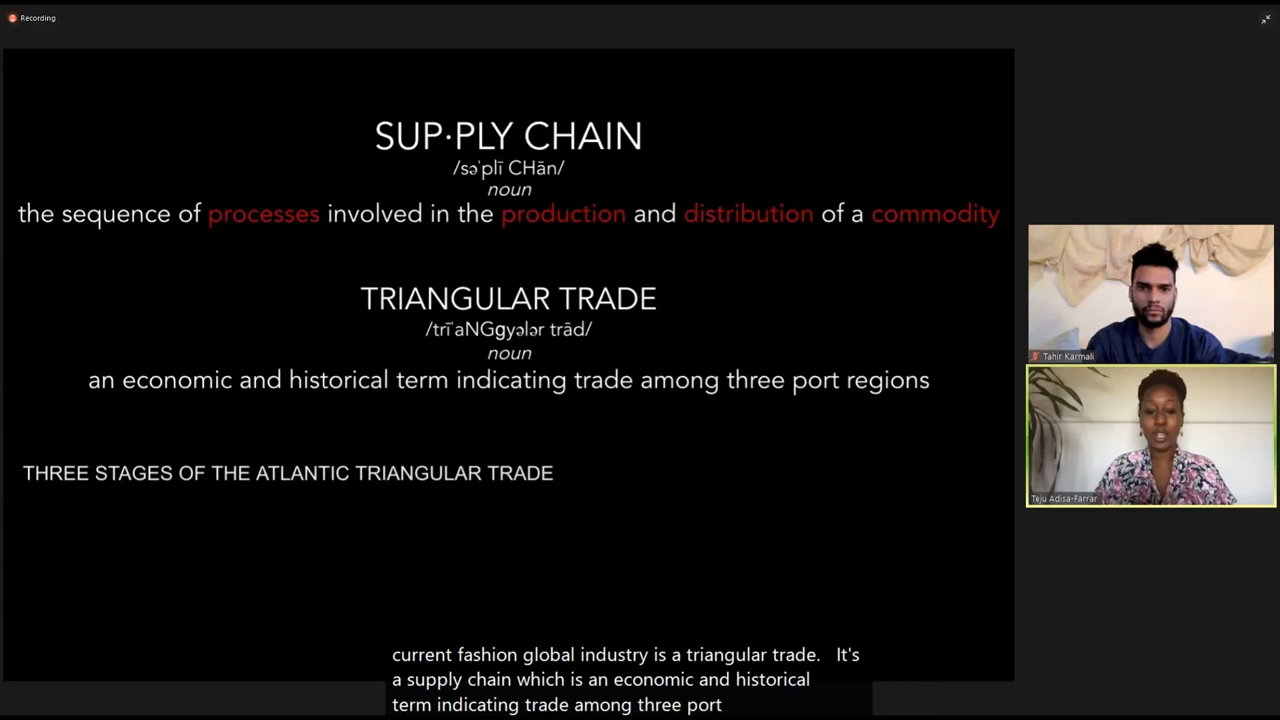 Recording
SUP·PLY CHAIN
/səˈplī CHān/
noun
the sequence of processes involved in the production and distribution of a commodity
TRIANGULAR TRADE
/trīˈaNGgyələr trād/
noun
an economic and historical term indicating trade among three port regions
THREE STAGES OF THE ATLANTIC TRIANGULAR TRADE
Tahir Karmali
Teju Adisa-Farrar
current fashion global industry is a triangular trade. It's
a supply chain which is an economic and historical
term indicating trade among three port